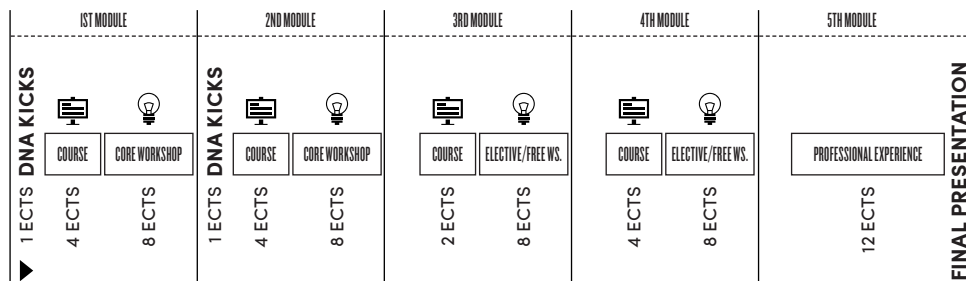 1ST MODULE
2ND MODULE
3RD MODULE
4TH MODULE
5TH MODULE
1 ECTS DNA KICKS
COURSE
4 ECTS
CORE WORKSHOP
8 ECTS
1 ECTS DNA KICKS
COURSE
4 ECTS
CORE WORKSHOP
8 ECTS
COURSE
2 ECTS
ELECTIVE/FREE WS.
8 ECTS
COURSE
4 ECTS
ELECTIVE/FREE WS.
8 ECTS
PROFESSIONAL EXPERIENCE
12 ECTS
FINAL PRESENTATION